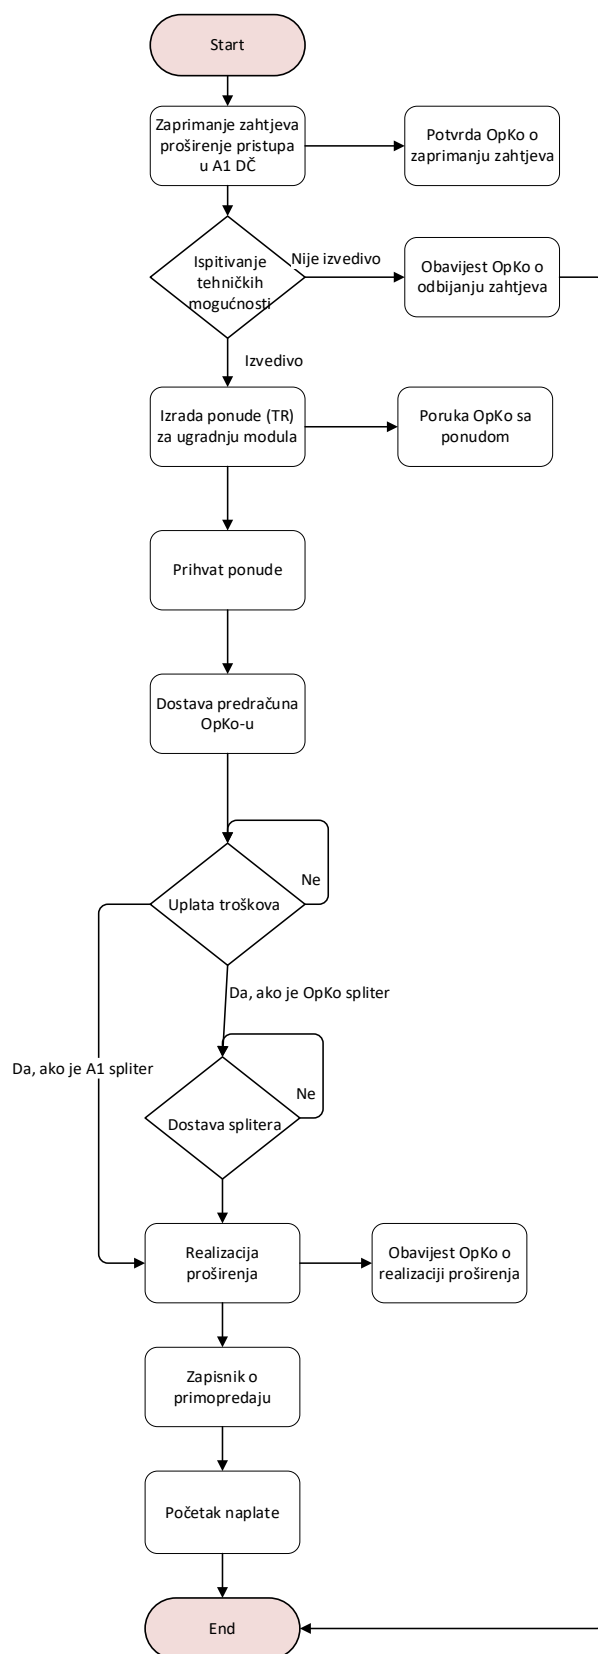 Start
Zaprimanje zahtjeva
proširenje pristupa
u A1 DČ
Potvrda OpKo o
zaprimanju zahtjeva
Ispitivanje
tehničkih
mogućnosti
Nije izvedivo
Obavijest OpKo o
odbijanju zahtjeva
Izvedivo
Izrada ponude (TR)
za ugradnju modula
Poruka OpKo sa
ponudom
Prihvat ponude
Dostava predračuna
OpKo-u
Ne
Uplata troškova
Da, ako je OpKo spliter
Da, ako je A1 spliter
Ne
Dostava splitera
Realizacija
proširenja
Obavijest OpKo o
realizaciji proširenja
Zapisnik o
primopredaju
Početak naplate
End